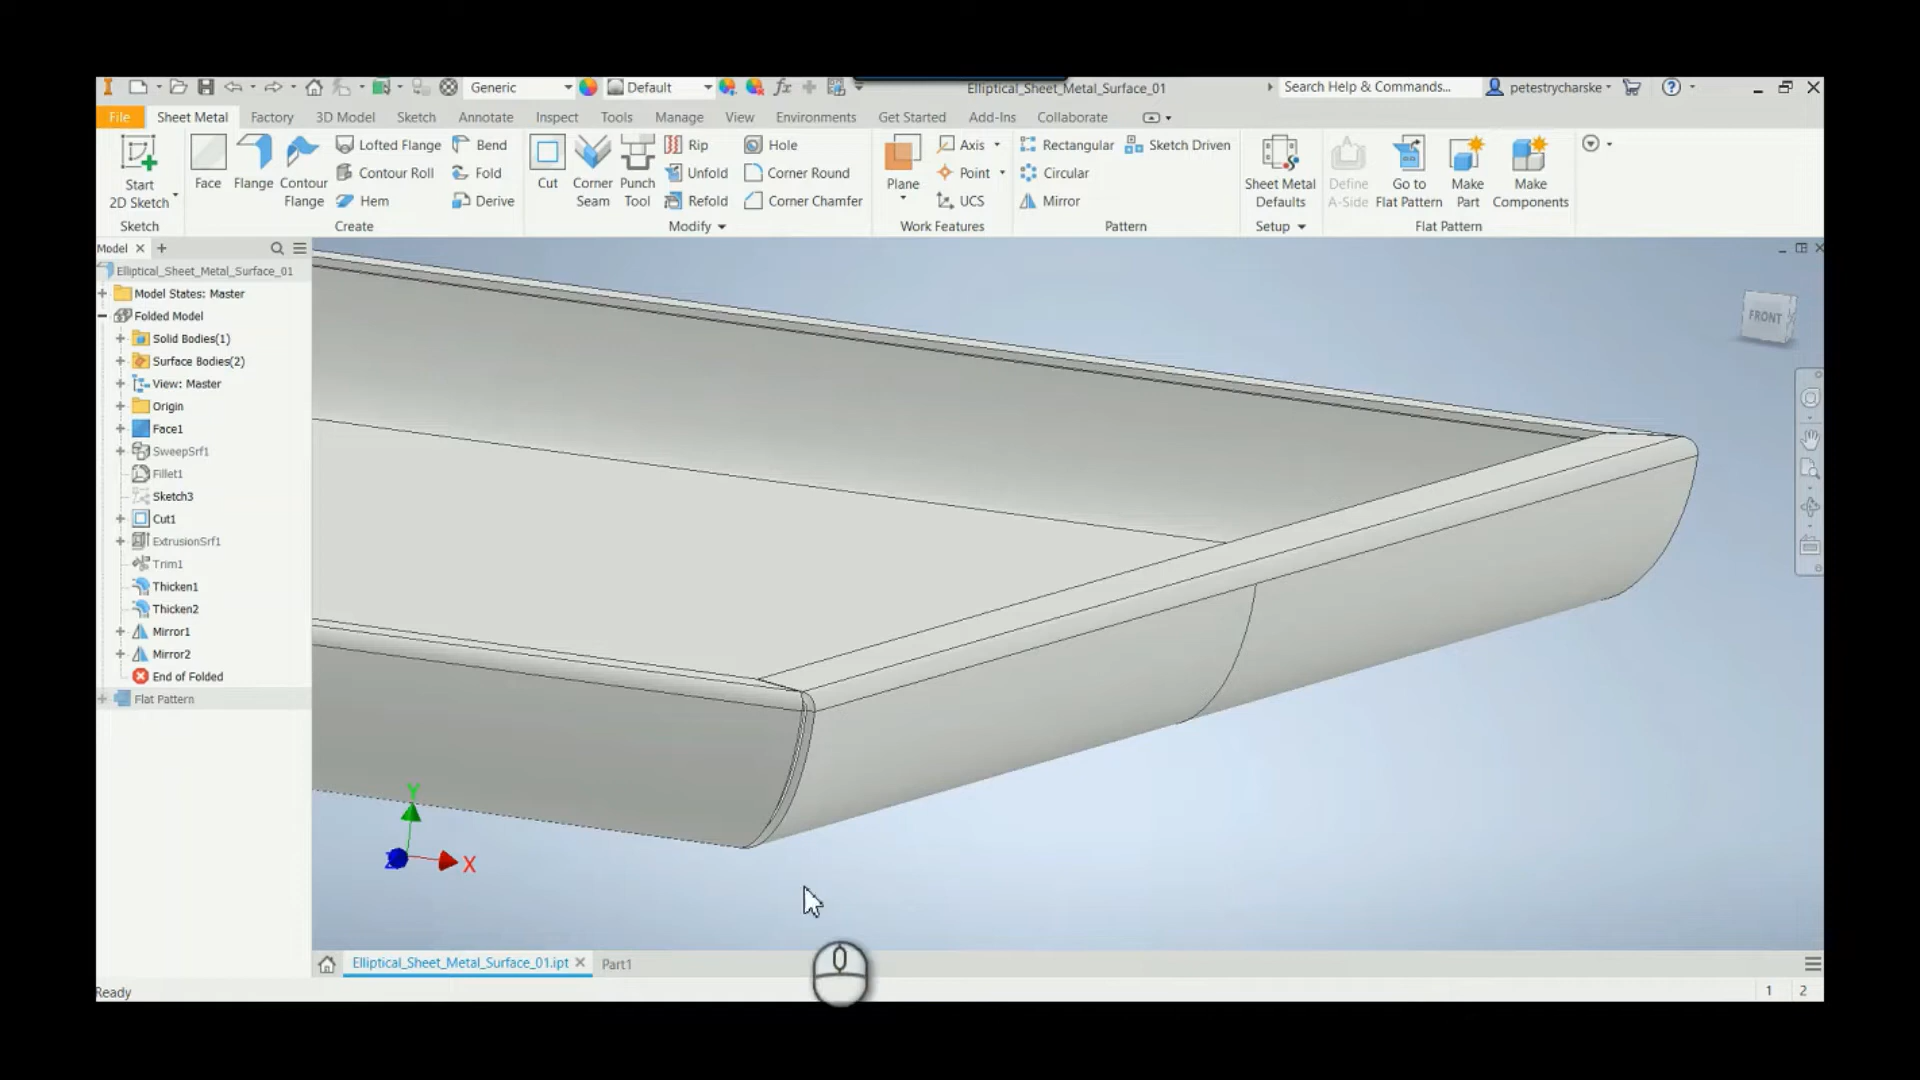 Generic
Default
fx
Elliptical_Sheet_Metal_Surface_01
Search Help & Commands...
petestrycharske
File
Sheet Metal
Factory
3D Model
Sketch
Annotate
Inspect
Tools
Manage
View
Environments
Get Started
Add-Ins
Collaborate
Start
2D Sketch
Sketch
Face
Flange
Contour
Flange
Lofted Flange
Contour Roll
Hem
Bend
Fold
Derive
Create
Cut
Corner
Seam
Punch
Tool
Rip
Unfold
Refold
Hole
Corner Round
Corner Chamfer
Modify
Plane
Axis
Point
UCS
Work Features
Rectangular
Circular
Mirror
Sketch Driven
Pattern
Sheet Metal
Defaults
Setup
Define
A-Side
Go to
Flat Pattern
Make
Part
Make
Components
Flat Pattern
Model
Elliptical_Sheet_Metal_Surface_01
Model States: Master
Folded Model
Solid Bodies(1)
Surface Bodies(2)
View: Master
Origin
Face1
SweepSrf1
Fillet1
Sketch3
Cut1
ExtrusionSrf1
Trim1
Thicken1
Thicken2
Mirror1
Mirror2
End of Folded
Flat Pattern
FRONT
Y
Z
X
Elliptical_Sheet_Metal_Surface_01.ipt
Part1
Ready
1
2